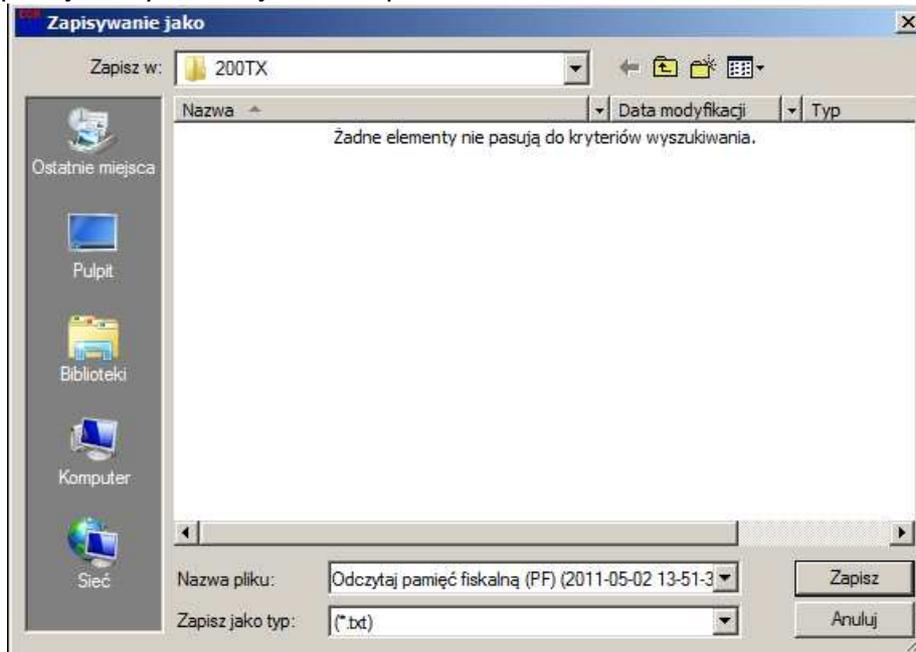 Zapisywanie jako
Zapisz w: 200TX
Nazwa Data modyfikacji Typ
Żadne elementy nie pasują do kryteriów wyszukiwania.
Ostatnie miejsca
Pulpit
Biblioteki
Komputer
Sieć
Nazwa pliku: Odczytaj pamięć fiskalną (PF) (2011-05-02 13-51-3 Zapisz
Zapisz jako typ: (*.txt) Anuluj